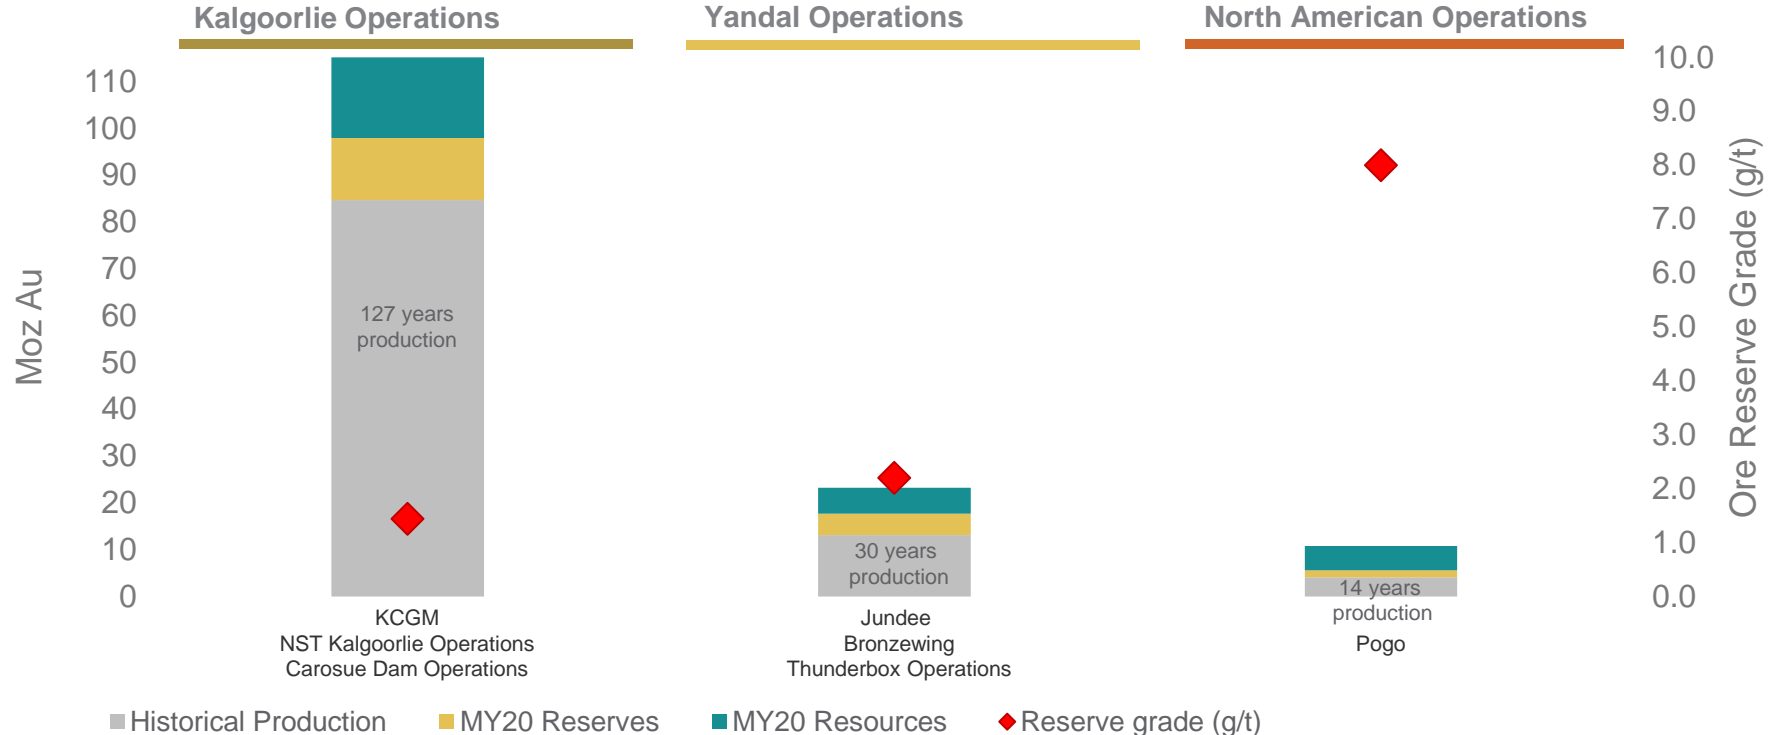 Kalgoorlie Operations
Yandal Operations
North American Operations
110
100
90
80
70
60
50
40
30
20
10
0
Moz Au
10.0
9.0
8.0
7.0
6.0
5.0
4.0
3.0
2.0
1.0
0.0
Ore Reserve Grade (g/t)
127 years
production
30 years
production
14 years
production
KCGM
NST Kalgoorlie Operations
Carosue Dam Operations
Jundee
Bronzewing
Thunderbox Operations
Pogo
Historical Production
MY20 Reserves
MY20 Resources
Reserve grade (g/t)